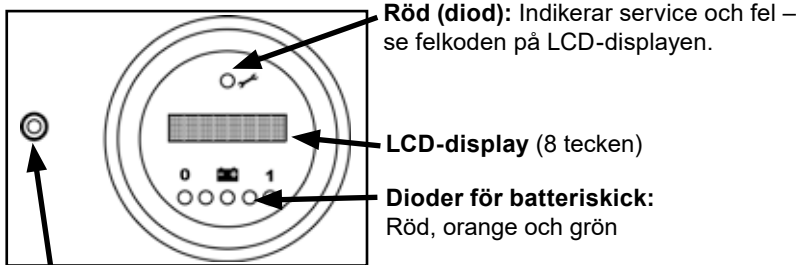 Röd (diod): Indikerar service och fel –
se felkoden på LCD-displayen.
LCD-display (8 tecken)
0 1
Dioder för batteriskick:
Röd, orange och grön